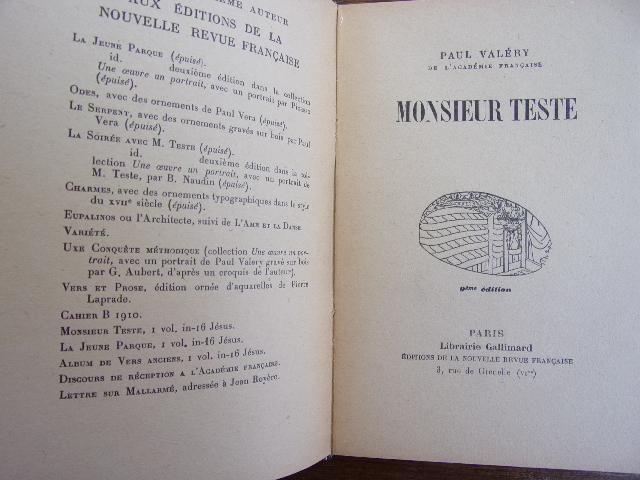 MÊME AUTEUR
AUX ÉDITIONS DE LA
NOUVELLE REVUE FRANÇAISE
La Jeune Parque (épuisé).
id. deuxième édition dans la collection
Une œuvre un portrait, avec un portrait par Picasso
(épuisé).
Odes, avec des ornements de Paul Vera (épuisé).
Le Serpent, avec des ornements gravés sur bois par Paul
Vera (épuisé).
La Soirée avec M. Teste (épuisé).
id. deuxième édition dans la col-
lection Une œuvre un portrait, avec un portrait de
M. Teste, par B. Naudin (épuisé).
Charmes, avec des ornements typographiques dans le style
du XVIIe siècle (épuisé).
Eupalinos ou l'Architecte, suivi de L'Ame et la Danse
Variété.
Une Conquête méthodique (collection Une œuvre un por-
trait, avec un portrait de Paul Valery gravé sur bois
par G. Aubert, d'après un croquis de l'auteur).
Vers et Prose, édition ornée d'aquarelles de Pierre
Laprade.
Cahier B 1910.
Monsieur Teste, 1 vol. in-16 Jésus.
La Jeune Parque, 1 vol. in-16 Jésus.
Album de Vers anciens, 1 vol. in-16 Jésus.
Discours de réception a l'Académie française.
Lettre sur Mallarmé, adressée à Jean Royère.
PAUL VALÉRY
DE L'ACADÉMIE FRANÇAISE
MONSIEUR TESTE
9ème édition
PARIS
Librairie Gallimard
ÉDITIONS DE LA NOUVELLE REVUE FRANÇAISE
3, rue de Grenelle (VIme)